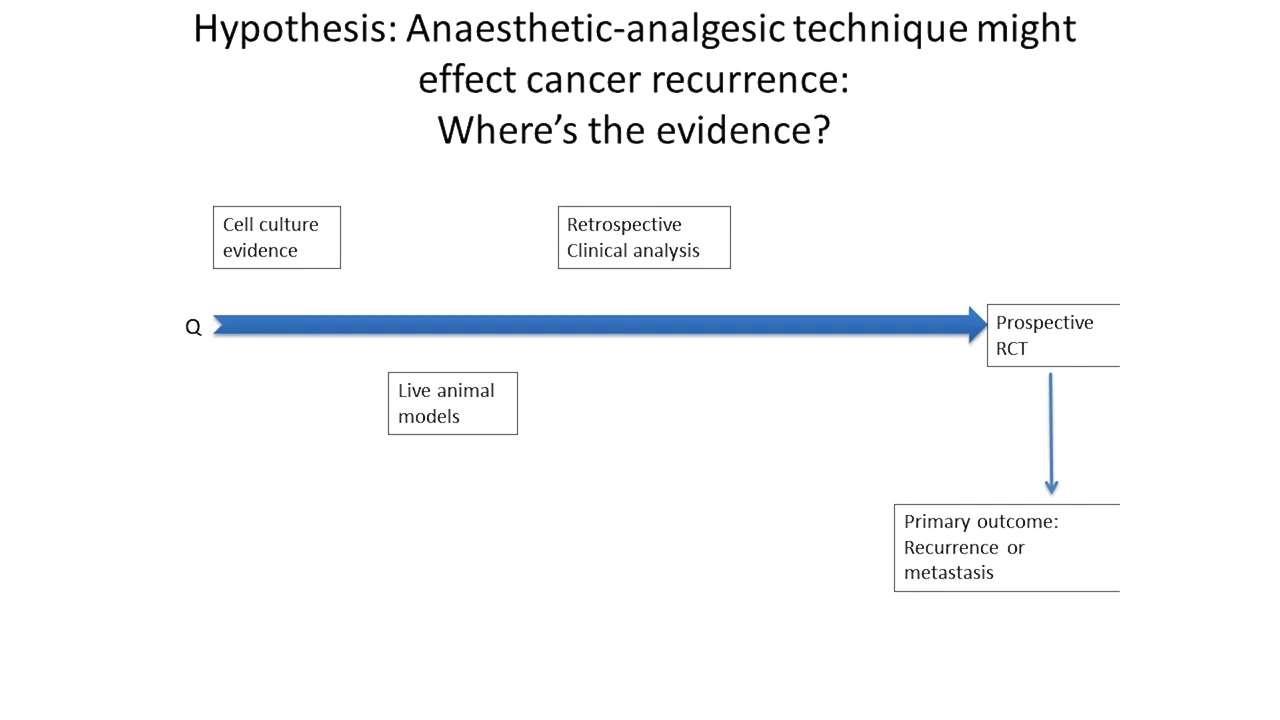 Hypothesis: Anaesthetic-analgesic technique might
effect cancer recurrence:
Where's the evidence?
Cell culture
evidence
Retrospective
Clinical analysis
Q
Prospective
RCT
Live animal
models
Primary outcome:
Recurrence or
metastasis